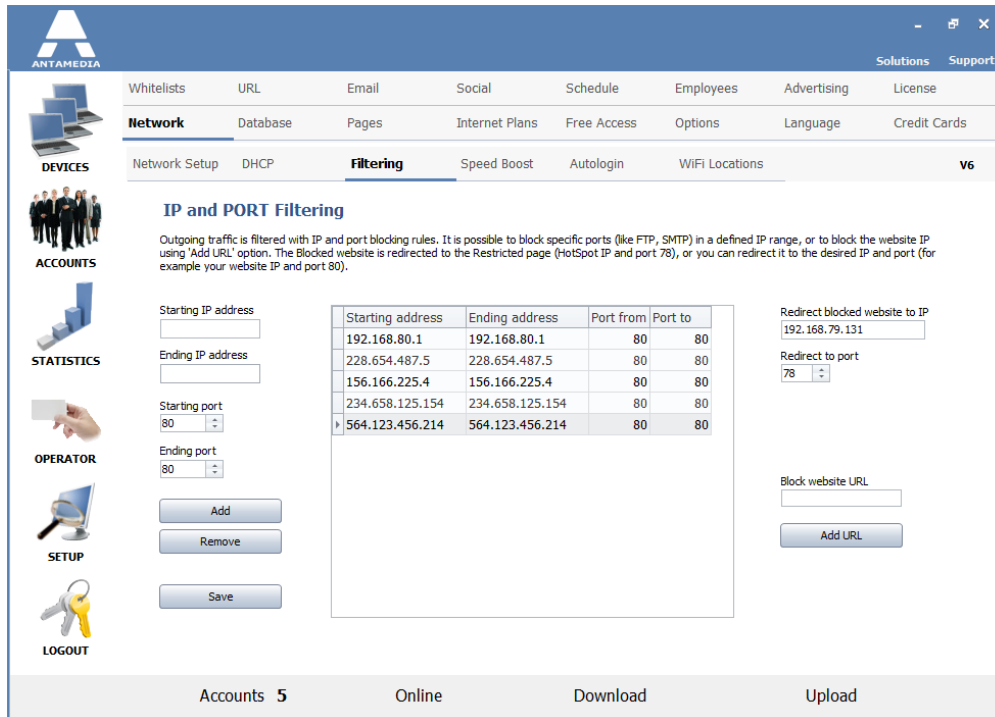 ANTAMEDIA
Solutions Support
Whitelists URL Email Social Schedule Employees Advertising License
Network Database Pages Internet Plans Free Access Options Language Credit Cards
Network Setup DHCP Filtering Speed Boost Autologin WiFi Locations V6
DEVICES
ACCOUNTS
STATISTICS
OPERATOR
SETUP
LOGOUT
IP and PORT Filtering
Outgoing traffic is filtered with IP and port blocking rules. It is possible to block specific ports (like FTP, SMTP) in a defined IP range, or to block the website IP
using 'Add URL' option. The Blocked website is redirected to the Restricted page (HotSpot IP and port 78), or you can redirect it to the desired IP and port (for
example your website IP and port 80).
Starting IP address
Ending IP address
Starting port
80
Ending port
80
Add
Remove
Save
Starting address Ending address Port from Port to
192.168.80.1 192.168.80.1 80 80
228.654.487.5 228.654.487.5 80 80
156.166.225.4 156.166.225.4 80 80
234.658.125.154 234.658.125.154 80 80
564.123.456.214 564.123.456.214 80 80
Redirect blocked website to IP
192.168.79.131
Redirect to port
78
Block website URL
Add URL
Accounts 5 Online Download Upload